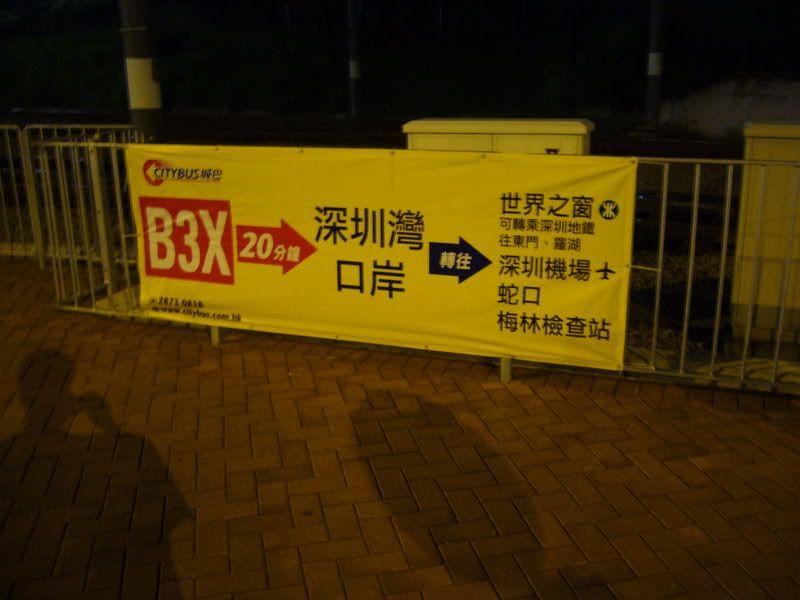 CITYBUS 城巴
B3X
20分鐘
深圳灣
口岸
轉往
世界之窗
可轉乘深圳地鐵
往東門、羅湖
深圳機場
蛇口
梅林檢查站
2873 0818
www.citybus.com.hk